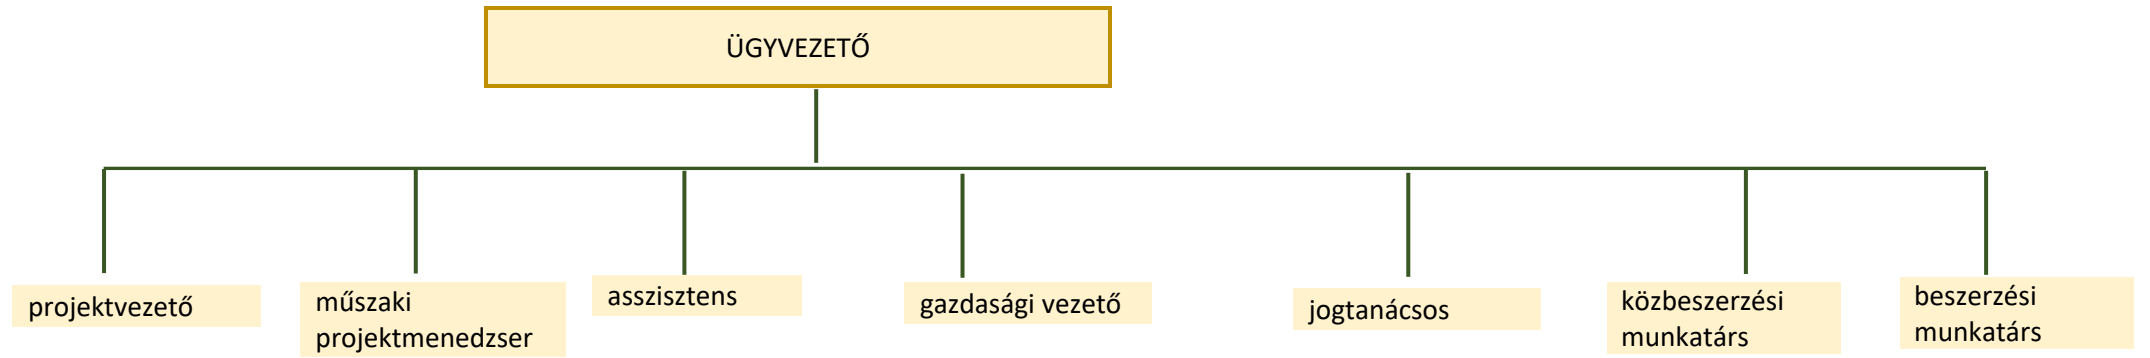 ÜGYVEZETŐ
projektvezető
műszaki
projektmenedzser
asszisztens
gazdasági vezető
jogtanácsos
közbeszerzési
munkatárs
beszerzési
munkatárs